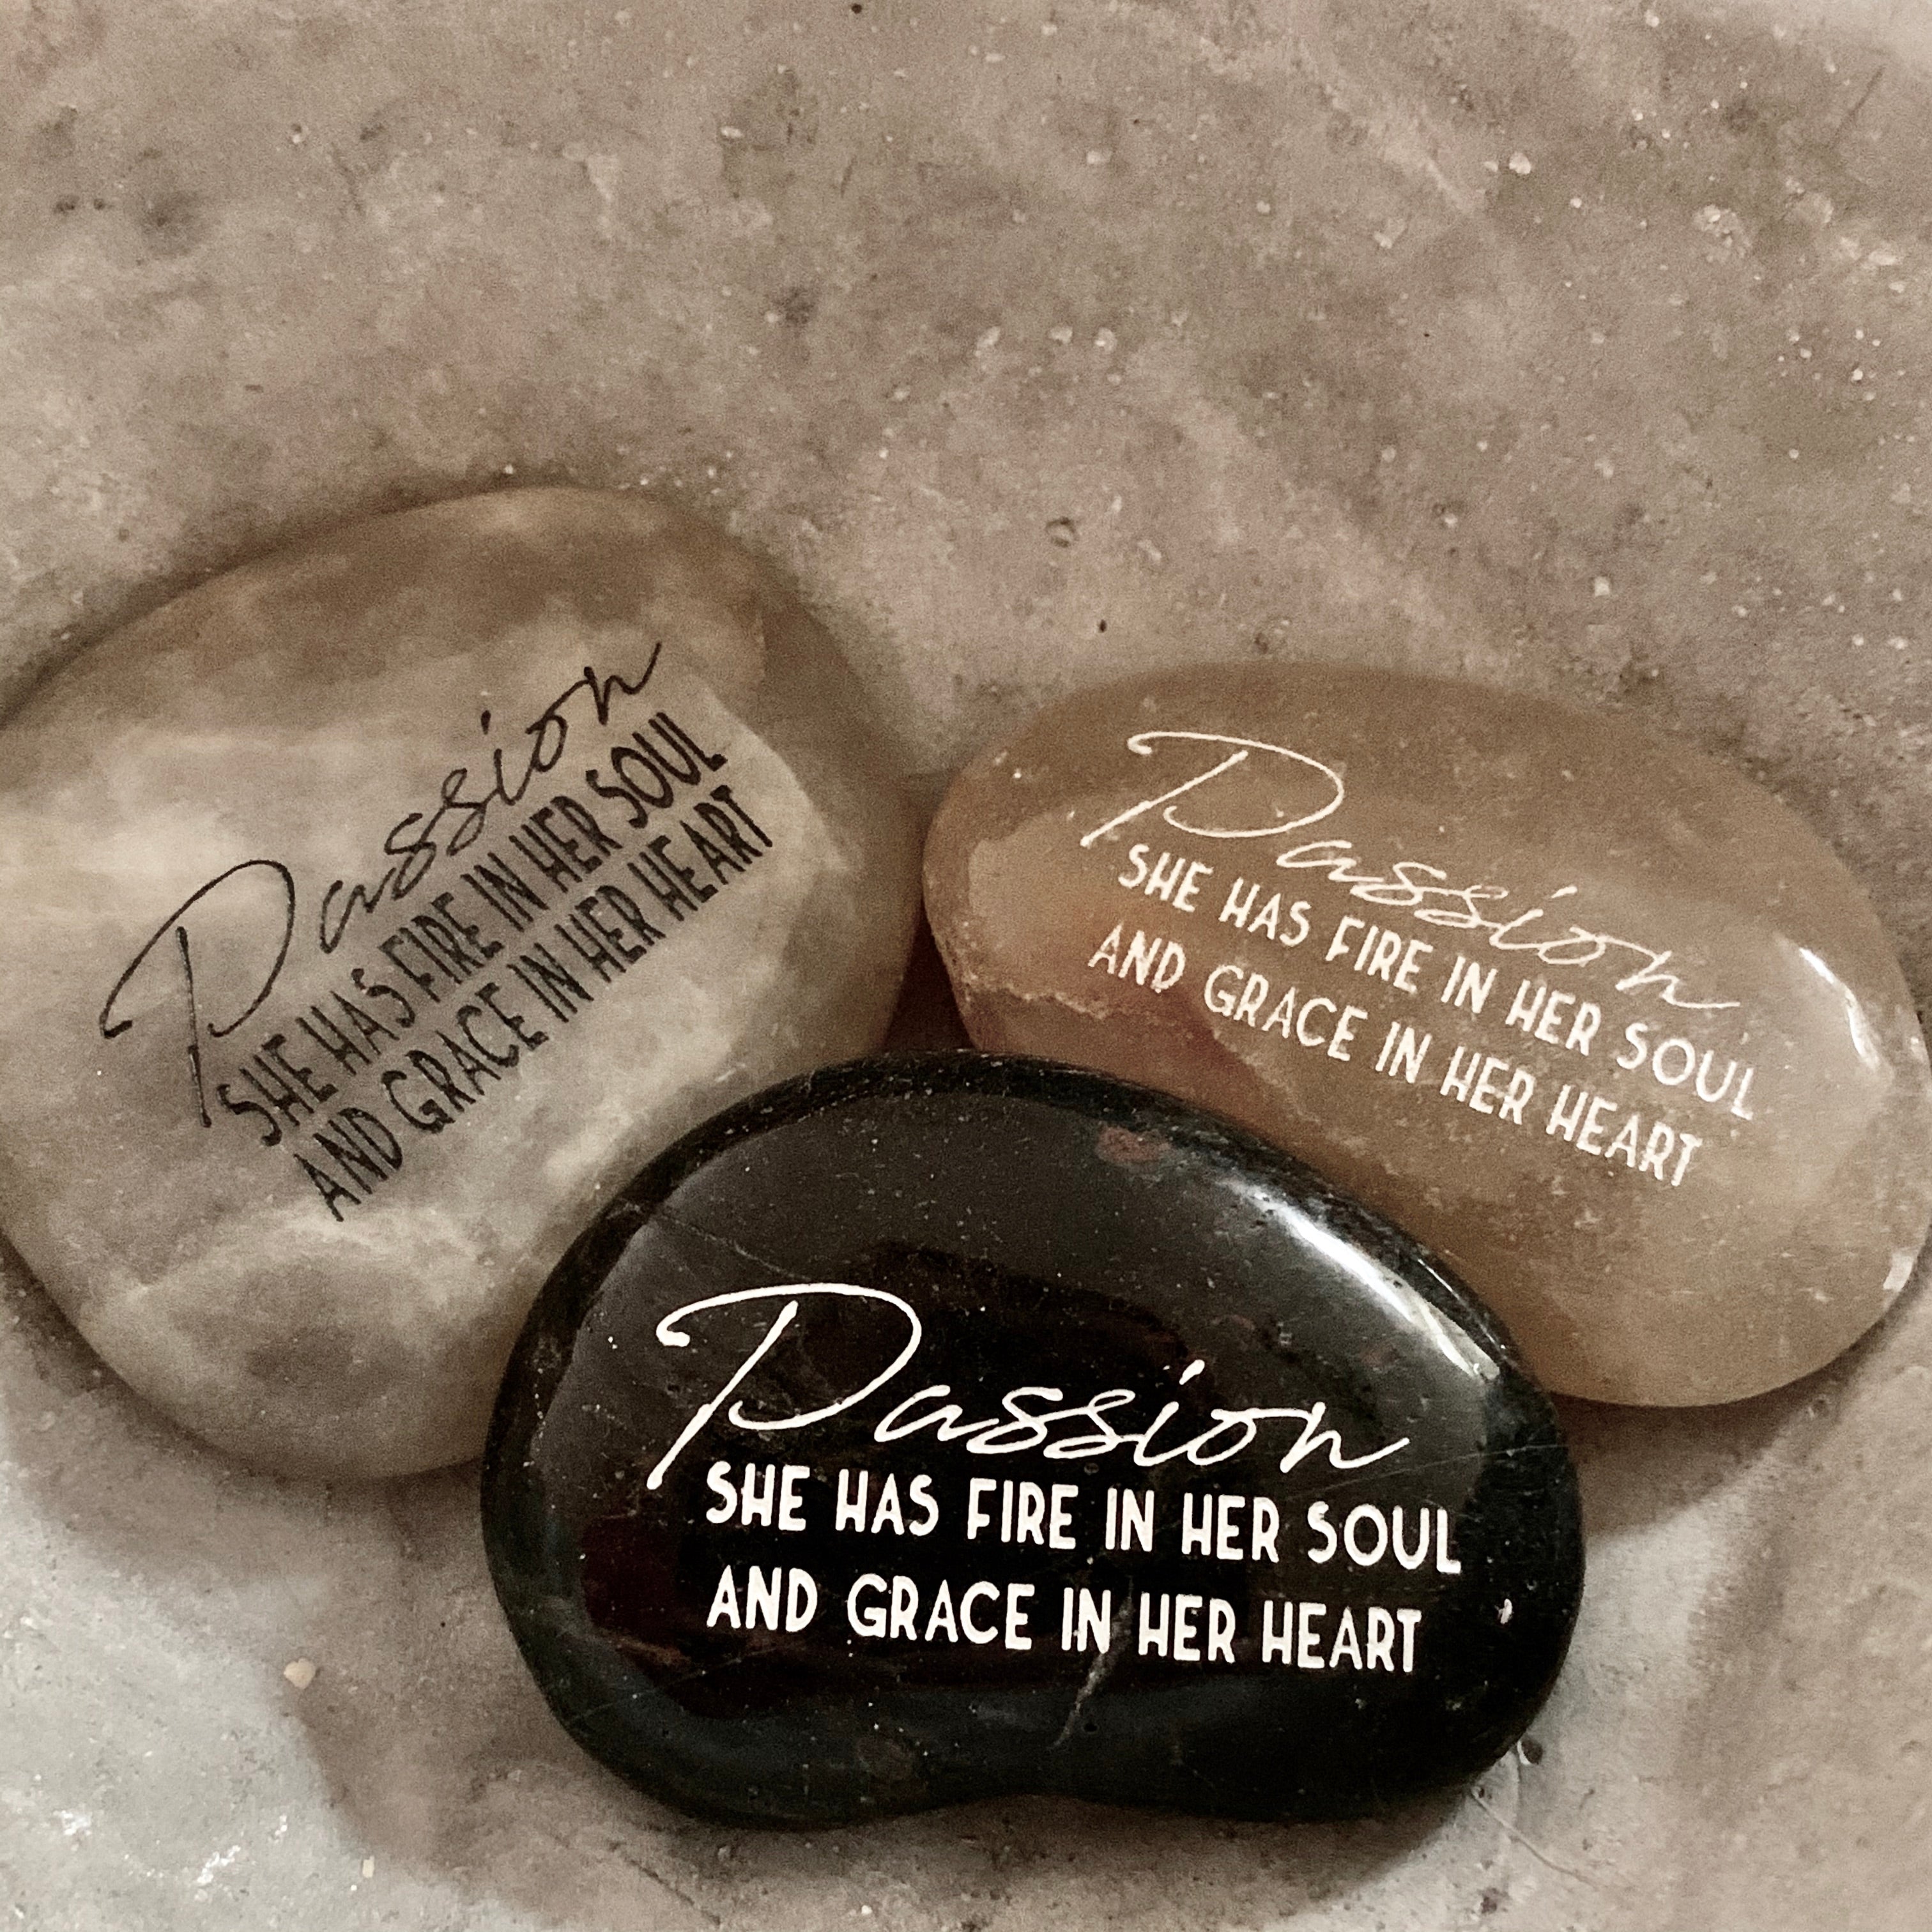 Passion
SHE HAS FIRE IN HER SOUL
AND GRACE IN HER HEART
Passion
SHE HAS FIRE IN HER SOUL
AND GRACE IN HER HEART
Passion
SHE HAS FIRE IN HER SOUL
AND GRACE IN HER HEART